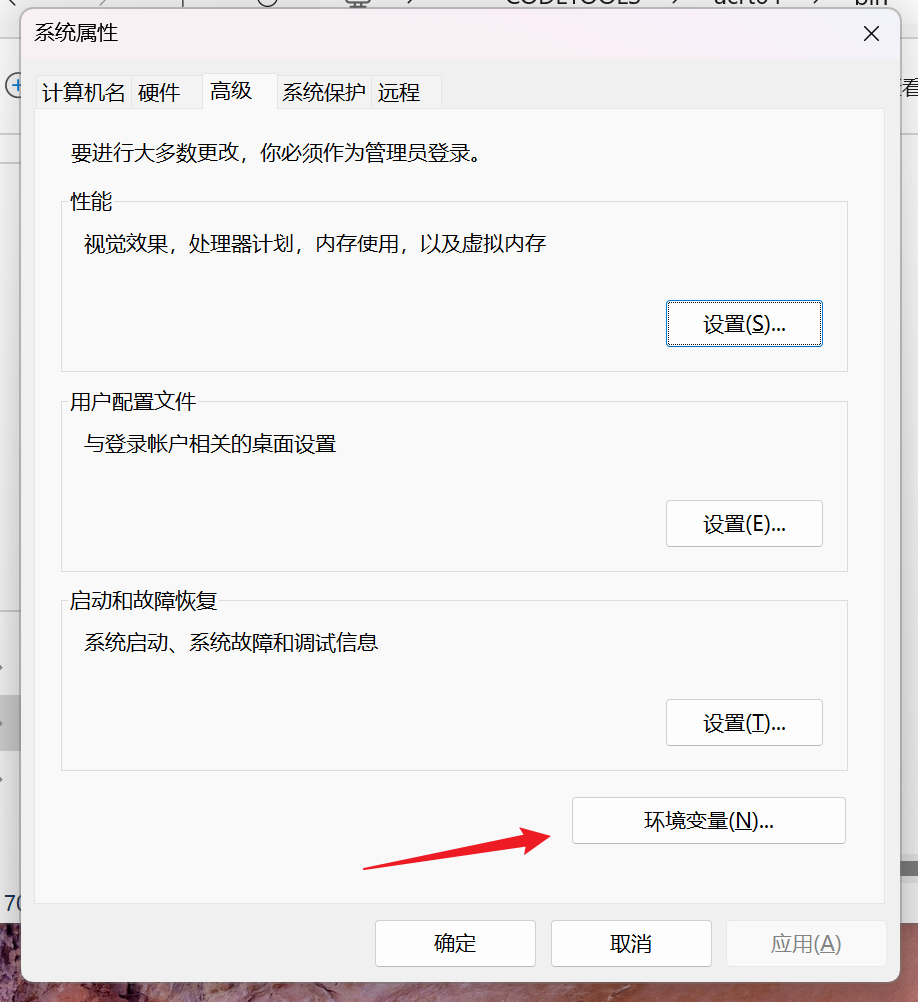 系统属性
计算机名 硬件 高级 系统保护 远程
要进行大多数更改，你必须作为管理员登录。
性能
视觉效果，处理器计划，内存使用，以及虚拟内存
设置(S)...
用户配置文件
与登录帐户相关的桌面设置
设置(E)...
启动和故障恢复
系统启动、系统故障和调试信息
设置(T)...
环境变量(N)...
确定 取消 应用(A)